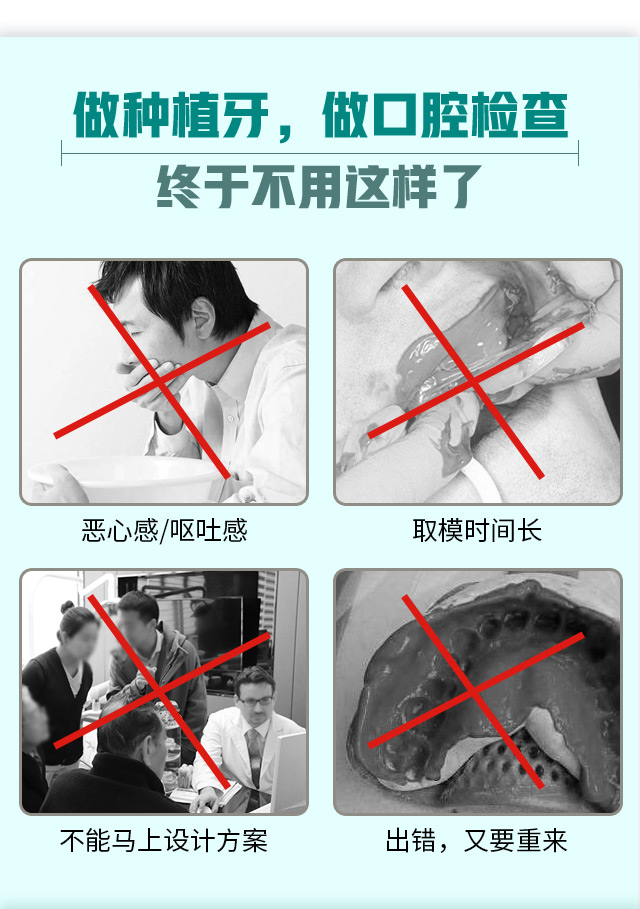 做种植牙，做口腔检查
终于不用这样了
恶心感/呕吐感
取模时间长
不能马上设计方案
出错，又要重来